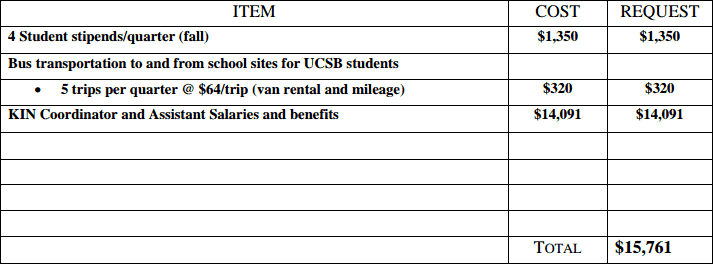 ITEM COST REQUEST
4 Student stipends/quarter (fall) $1,350 $1,350
Bus transportation to and from school sites for UCSB students
• 5 trips per quarter @ $64/trip (van rental and mileage) $320 $320
KIN Coordinator and Assistant Salaries and benefits $14,091 $14,091
TOTAL $15,761